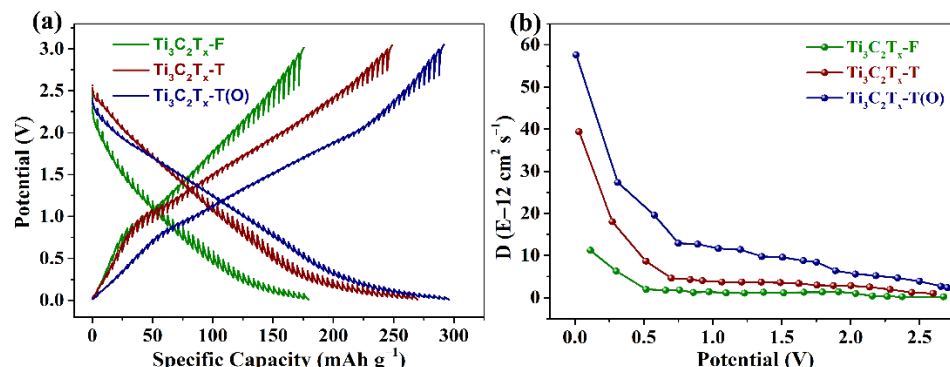 (a)
Ti₃C₂Tₓ-F
Ti₃C₂Tₓ-T
Ti₃C₂Tₓ-T(O)
3.0
2.5
2.0
1.5
1.0
0.5
0.0
Potential (V)
0 50 100 150 200 250 300
Specific Capacity (mAh g⁻¹)
(b)
Ti₃C₂Tₓ-F
Ti₃C₂Tₓ-T
Ti₃C₂Tₓ-T(O)
60
50
40
30
20
10
0
D (E−12 cm² s⁻¹)
0.0 0.5 1.0 1.5 2.0 2.5
Potential (V)